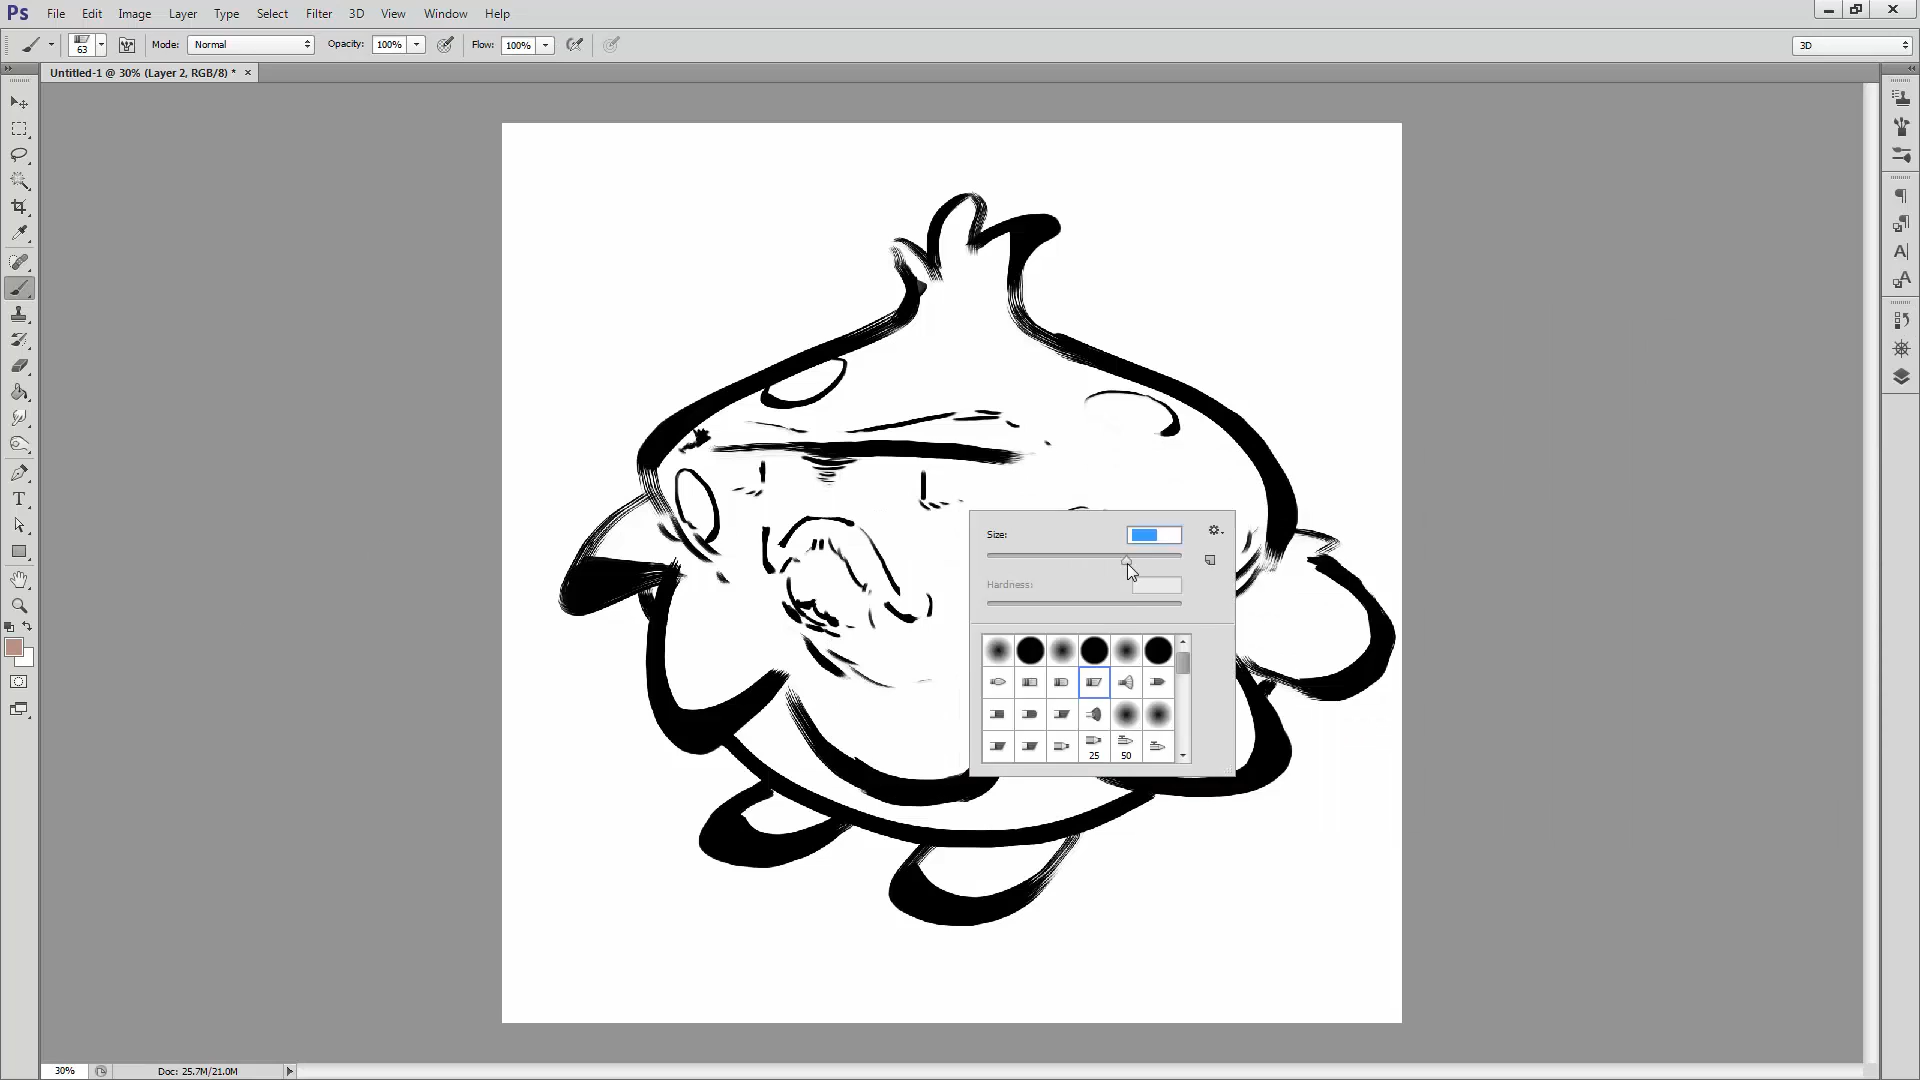 Ps File Edit Image Layer Type Select Filter 3D View Window Help
63 Mode: Normal Opacity: 100% Flow: 100% 3D
Untitled-1 @ 30% (Layer 2, RGB/8) * ×
Size:
Hardness:
25 50
30% Doc: 25.7M/21.0M